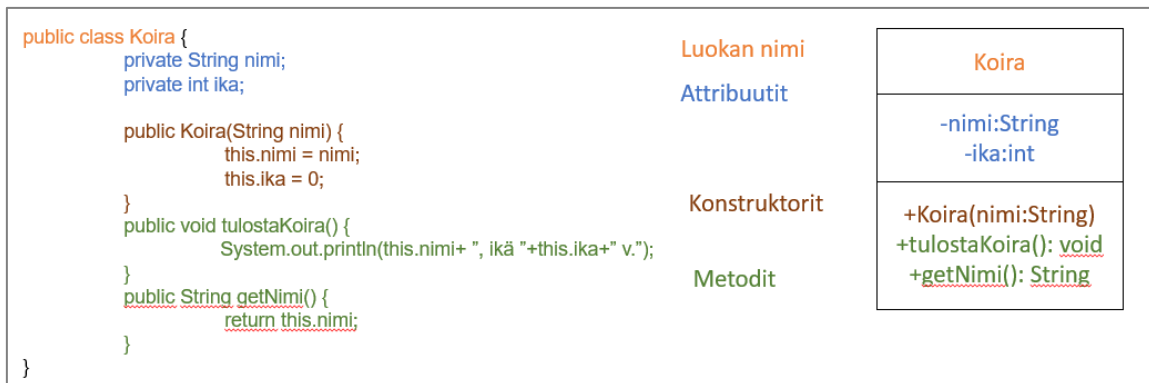 public class Koira {
private String nimi;
private int ika;
public Koira(String nimi) {
this.nimi = nimi;
this.ika = 0;
}
public void tulostaKoira() {
System.out.println(this.nimi+ ”, ikä ”+this.ika+” v.”);
}
public String getNimi() {
return this.nimi;
}
}
Luokan nimi
Attribuutit
Konstruktorit
Metodit
Koira
-nimi:String
-ika:int
+Koira(nimi:String)
+tulostaKoira(): void
+getNimi(): String